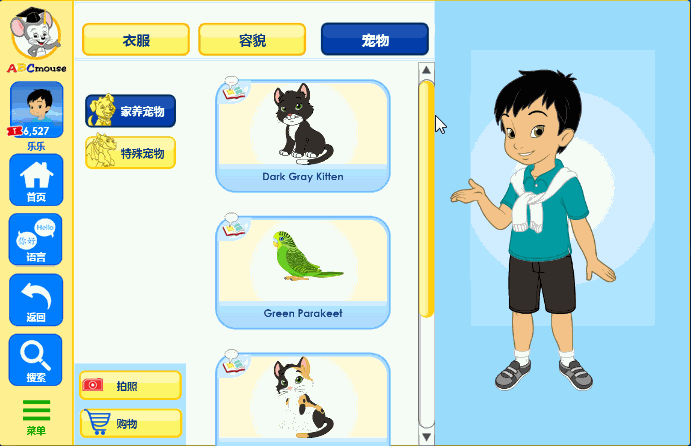 ABCmouse
6,527
乐乐
首页
你好
Hello
语言
返回
搜索
菜单
衣服
容貌
宠物
家养宠物
特殊宠物
Dark Gray Kitten
Green Parakeet
拍照
购物